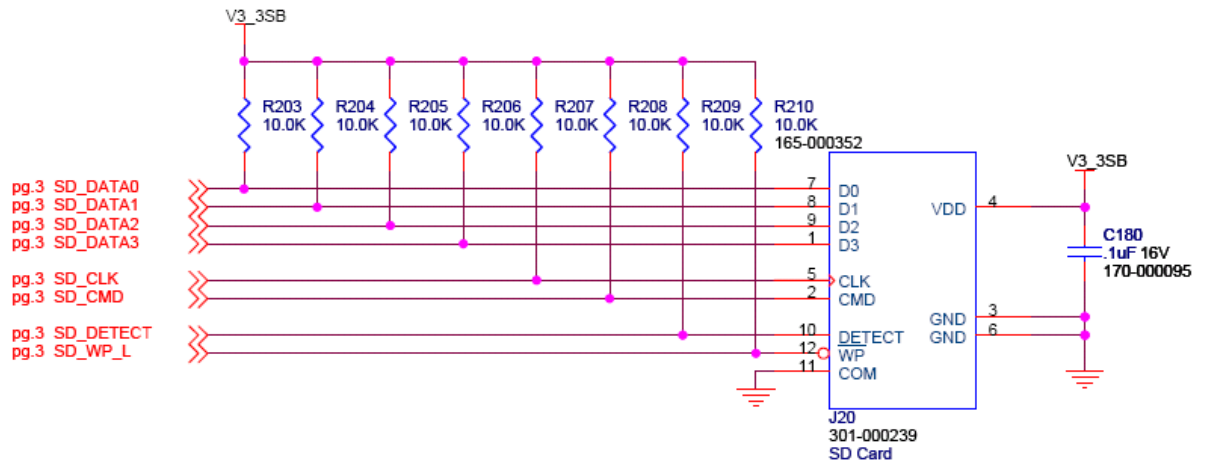 V3_3SB
R203 R204 R205 R206 R207 R208 R209 R210
10.0K 10.0K 10.0K 10.0K 10.0K 10.0K 10.0K 10.0K
165-000352
V3_3SB
pg.3 SD_DATA0 7 D0
pg.3 SD_DATA1 8 D1 VDD 4
pg.3 SD_DATA2 9 D2
pg.3 SD_DATA3 1 D3
C180
.1uF 16V
170-000095
pg.3 SD_CLK 5 CLK
pg.3 SD_CMD 2 CMD
GND 3
pg.3 SD_DETECT 10 DETECT GND 6
pg.3 SD_WP_L 12 WP
11 COM
J20
301-000239
SD Card